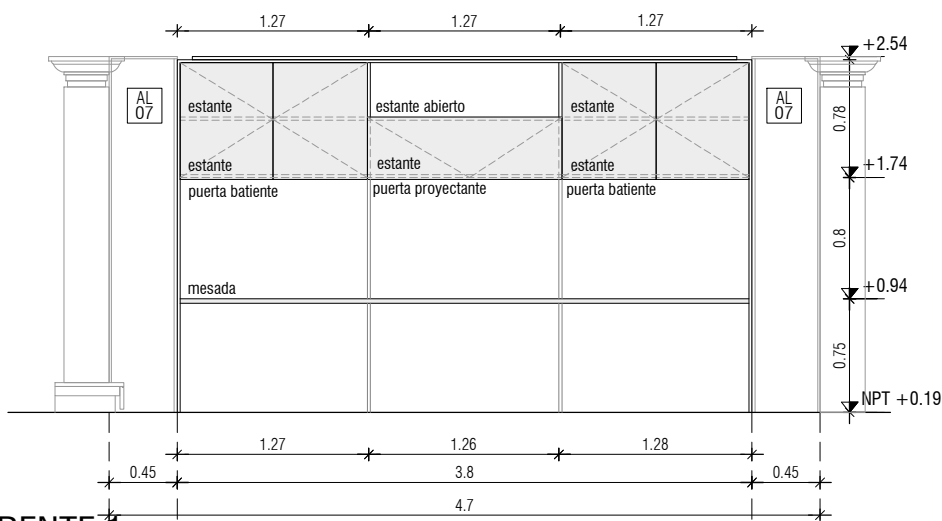 1.27 1.27 1.27
+2.54
AL
07
estante
estante abierto
estante
AL
07
0.78
estante
estante
estante
+1.74
puerta batiente
puerta proyectante
puerta batiente
0.8
mesada
+0.94
0.75
NPT +0.19
1.27 1.26 1.28
0.45 3.8 0.45
4.7